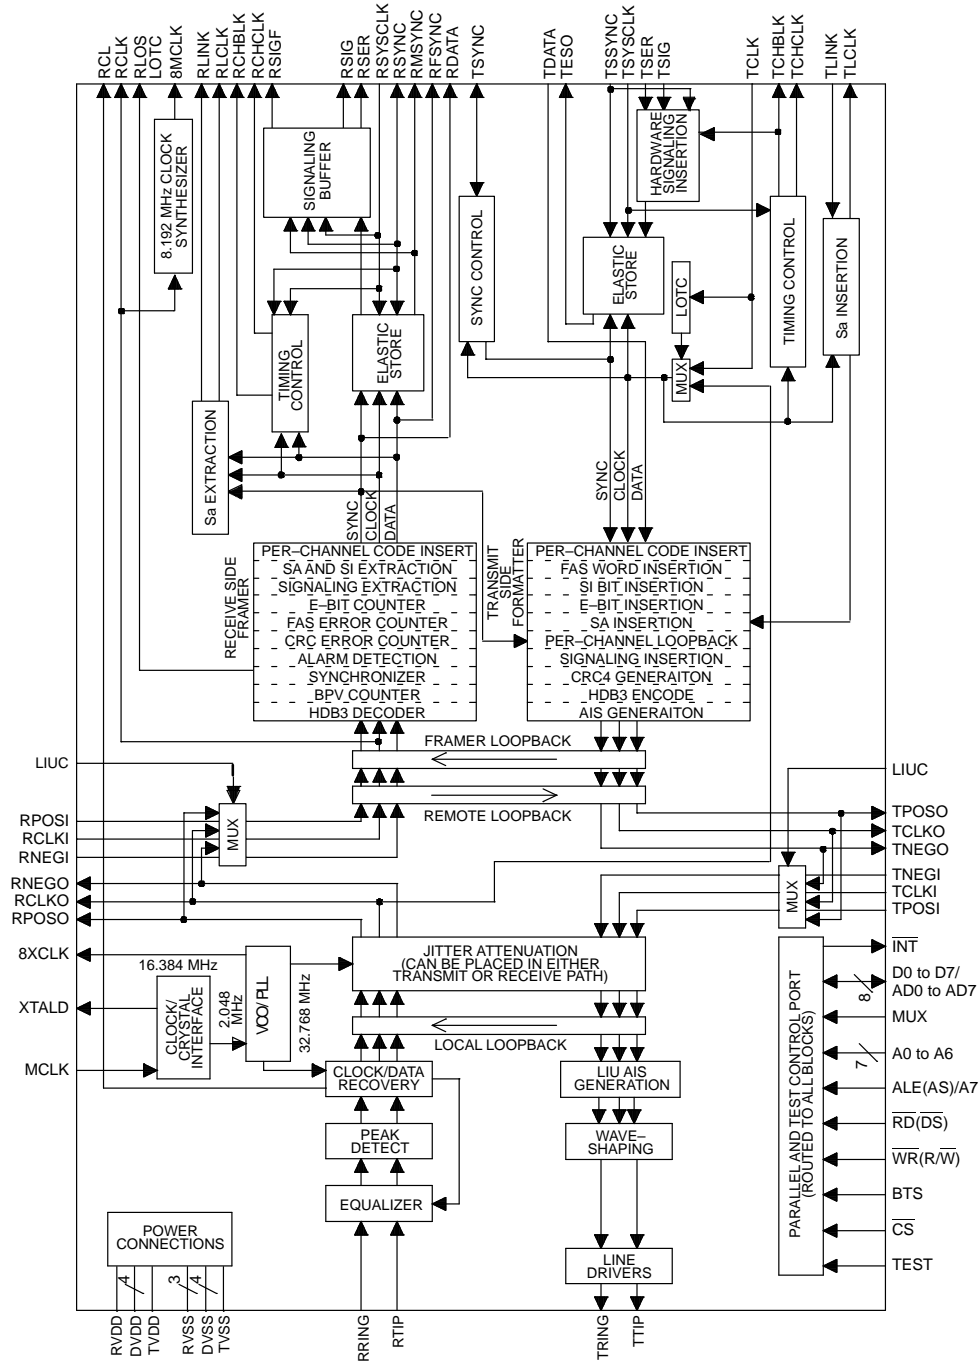 RCL
RCLK
RLOS
LOTC
8MCLK
RLINK
RLCLK
RCHBLK
RCHCLK
RSIGF
RSIG
RSER
RSYSCLK
RSYNC
RMSYNC
RFSYNC
RDATA
TSYNC
TDATA
TESO
TSSYNC
TSYSCLK
TSER
TSIG
TCLK
TCHBLK
TCHCLK
TLINK
TLCLK
8.192 MHz CLOCK
SYNTHESIZER
SIGNALING
BUFFER
HARDWARE
SIGNALING
INSERTION
SYNC CONTROL
ELASTIC
STORE
LOTC
TIMING CONTROL
Sa INSERTION
TIMING
CONTROL
ELASTIC
STORE
MUX
Sa EXTRACTION
SYNC
CLOCK
DATA
SYNC
CLOCK
DATA
RECEIVE SIDE
FRAMER
PER–CHANNEL CODE INSERT
SA AND SI EXTRACTION
SIGNALING EXTRACTION
E–BIT COUNTER
FAS ERROR COUNTER
CRC ERROR COUNTER
ALARM DETECTION
SYNCHRONIZER
BPV COUNTER
HDB3 DECODER
TRANSMIT
SIDE
FORMATTER
PER–CHANNEL CODE INSERT
FAS WORD INSERTION
SI BIT INSERTION
E–BIT INSERTION
SA INSERTION
PER–CHANNEL LOOPBACK
SIGNALING INSERTION
CRC4 GENERAITON
HDB3 ENCODE
AIS GENERAITON
FRAMER LOOPBACK
REMOTE LOOPBACK
LIUC
RPOSI
RCLKI
RNEGI
MUX
RNEGO
RCLKO
RPOSO
LIUC
TPOSO
TCLKO
TNEGO
TNEGI
TCLKI
TPOSI
MUX
8XCLK
XTALD
MCLK
16.384 MHz
CLOCK/
CRYSTAL
INTERFACE
2.048
MHz
VCO/ PLL
32.768 MHz
JITTER ATTENUATION
(CAN BE PLACED IN EITHER
TRANSMIT OR RECEIVE PATH)
LOCAL LOOPBACK
CLOCK/DATA
RECOVERY
LIU AIS
GENERATION
PEAK
DETECT
WAVE–
SHAPING
EQUALIZER
LINE
DRIVERS
PARALLEL AND TEST CONTROL PORT
(ROUTED TO ALL BLOCKS)
INT
8
D0 to D7/
AD0 to AD7
MUX
7
A0 to A6
ALE(AS)/A7
RD(DS)
WR(R/W)
BTS
CS
TEST
POWER
CONNECTIONS
4
3
4
RVDD
DVDD
TVDD
RVSS
DVSS
TVSS
RRING
RTIP
TRING
TTIP